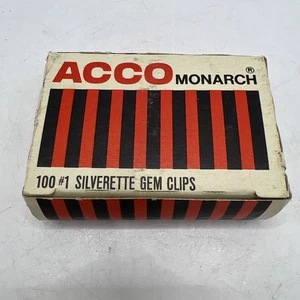 ACCO MONARCH®
100 #1 SILVERETTE GEM CLIPS